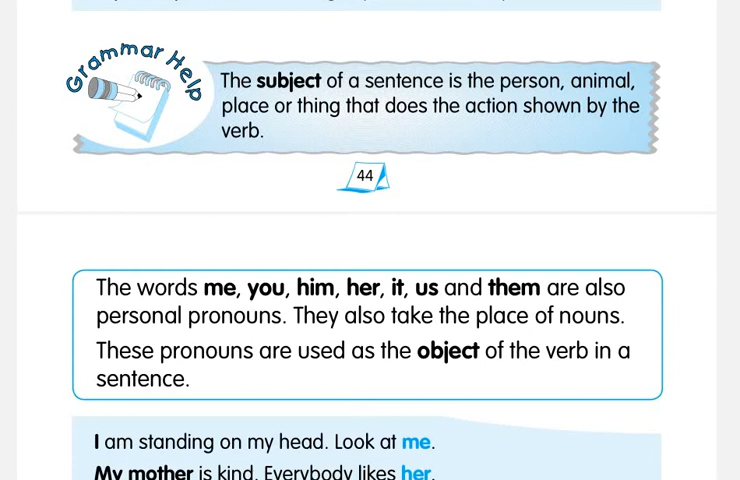 Grammar Help
The subject of a sentence is the person, animal,
place or thing that does the action shown by the
verb.
44
The words me, you, him, her, it, us and them are also
personal pronouns. They also take the place of nouns.
These pronouns are used as the object of the verb in a
sentence.
I am standing on my head. Look at me.
My mother is kind. Everybody likes her.